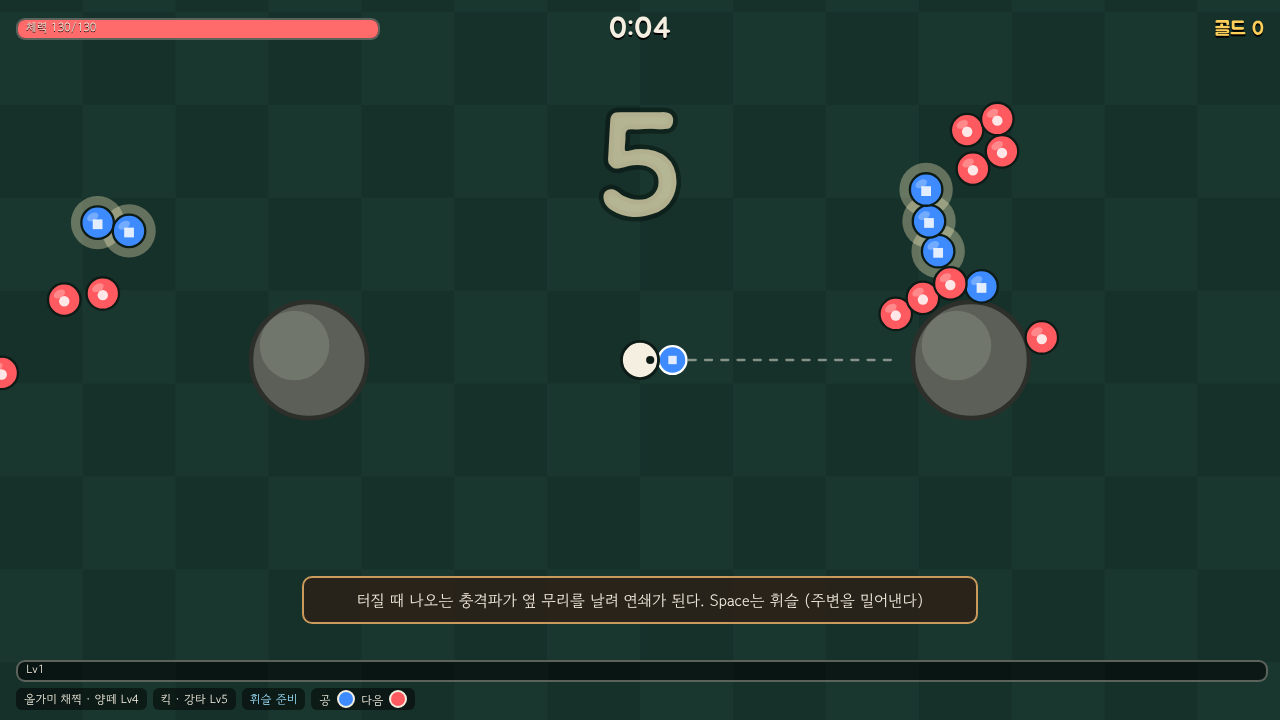 체력 130/130
0:04
골드 0
5
터질 때 나오는 충격파가 옆 무리를 날려 연쇄가 된다. Space는 휘슬 (주변을 밀어낸다)
Lv1
올가미 채찍 · 양떼 Lv4
킥 · 강타 Lv5
휘슬 준비
공
다음